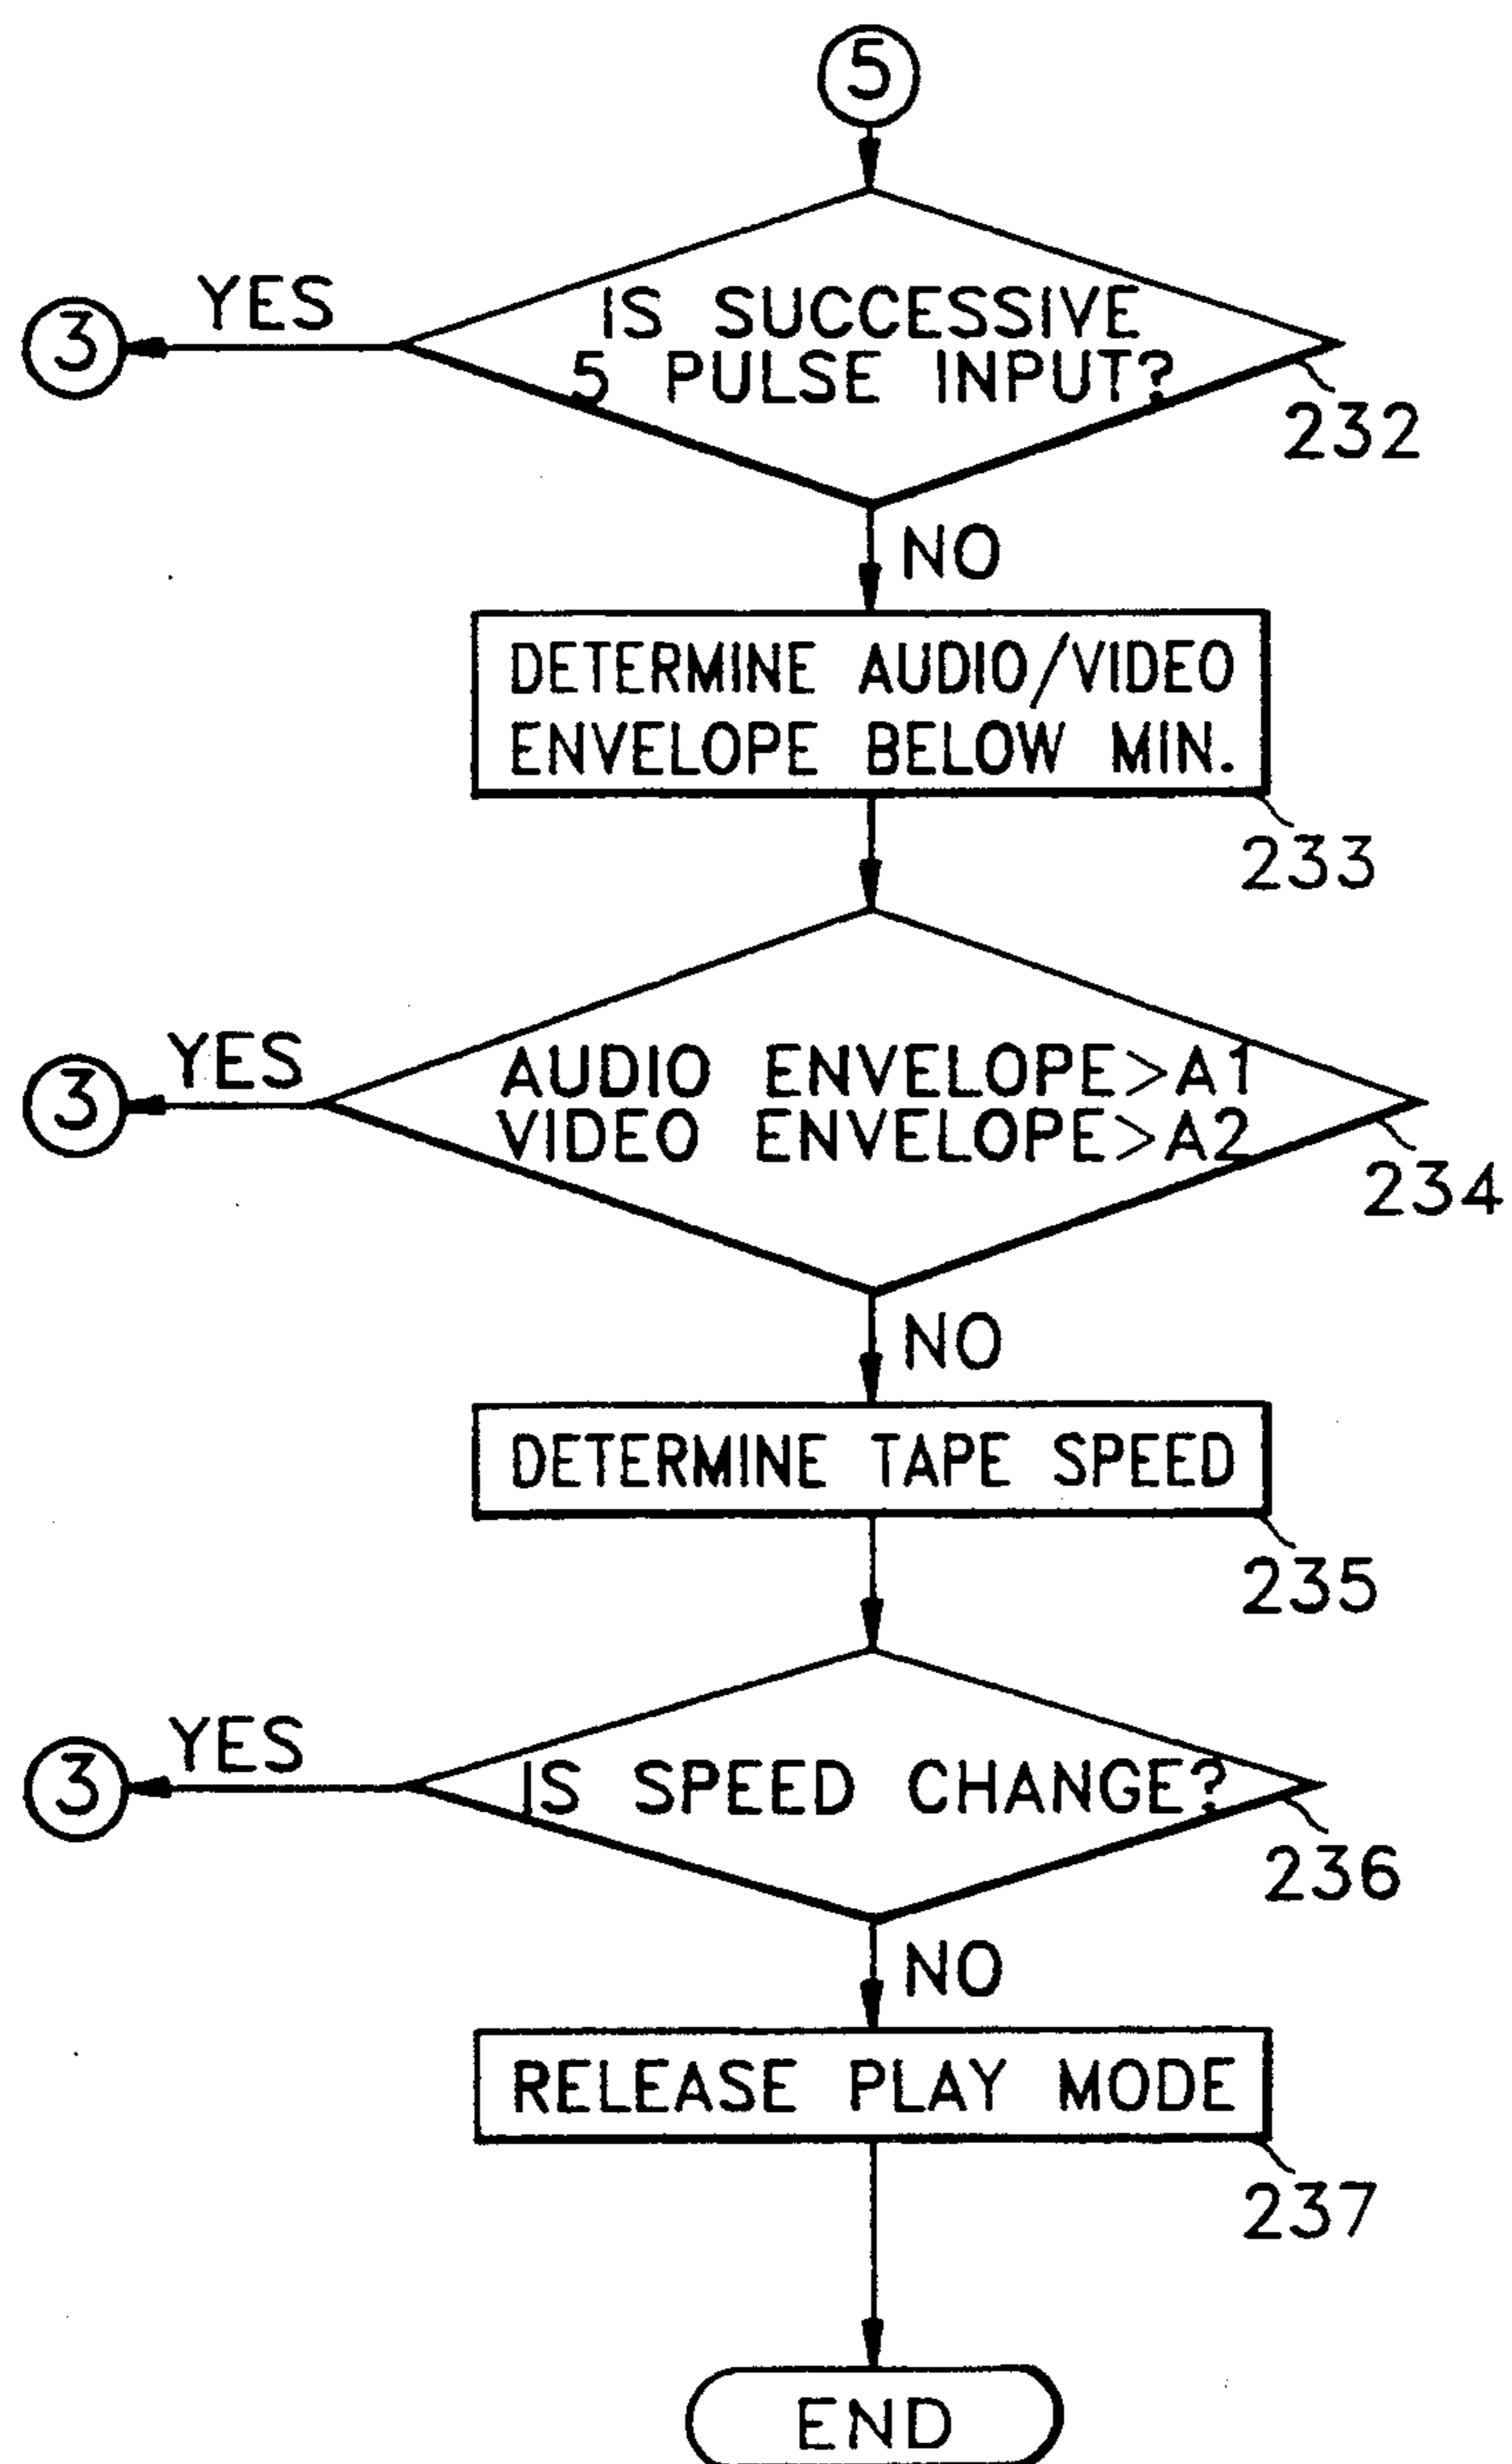 5
YES
3
IS SUCCESSIVE
5 PULSE INPUT?
232
NO
DETERMINE AUDIO/VIDEO
ENVELOPE BELOW MIN.
233
YES
3
AUDIO ENVELOPE>A1
VIDEO ENVELOPE>A2
234
NO
DETERMINE TAPE SPEED
235
YES
3
IS SPEED CHANGE?
236
NO
RELEASE PLAY MODE
237
END